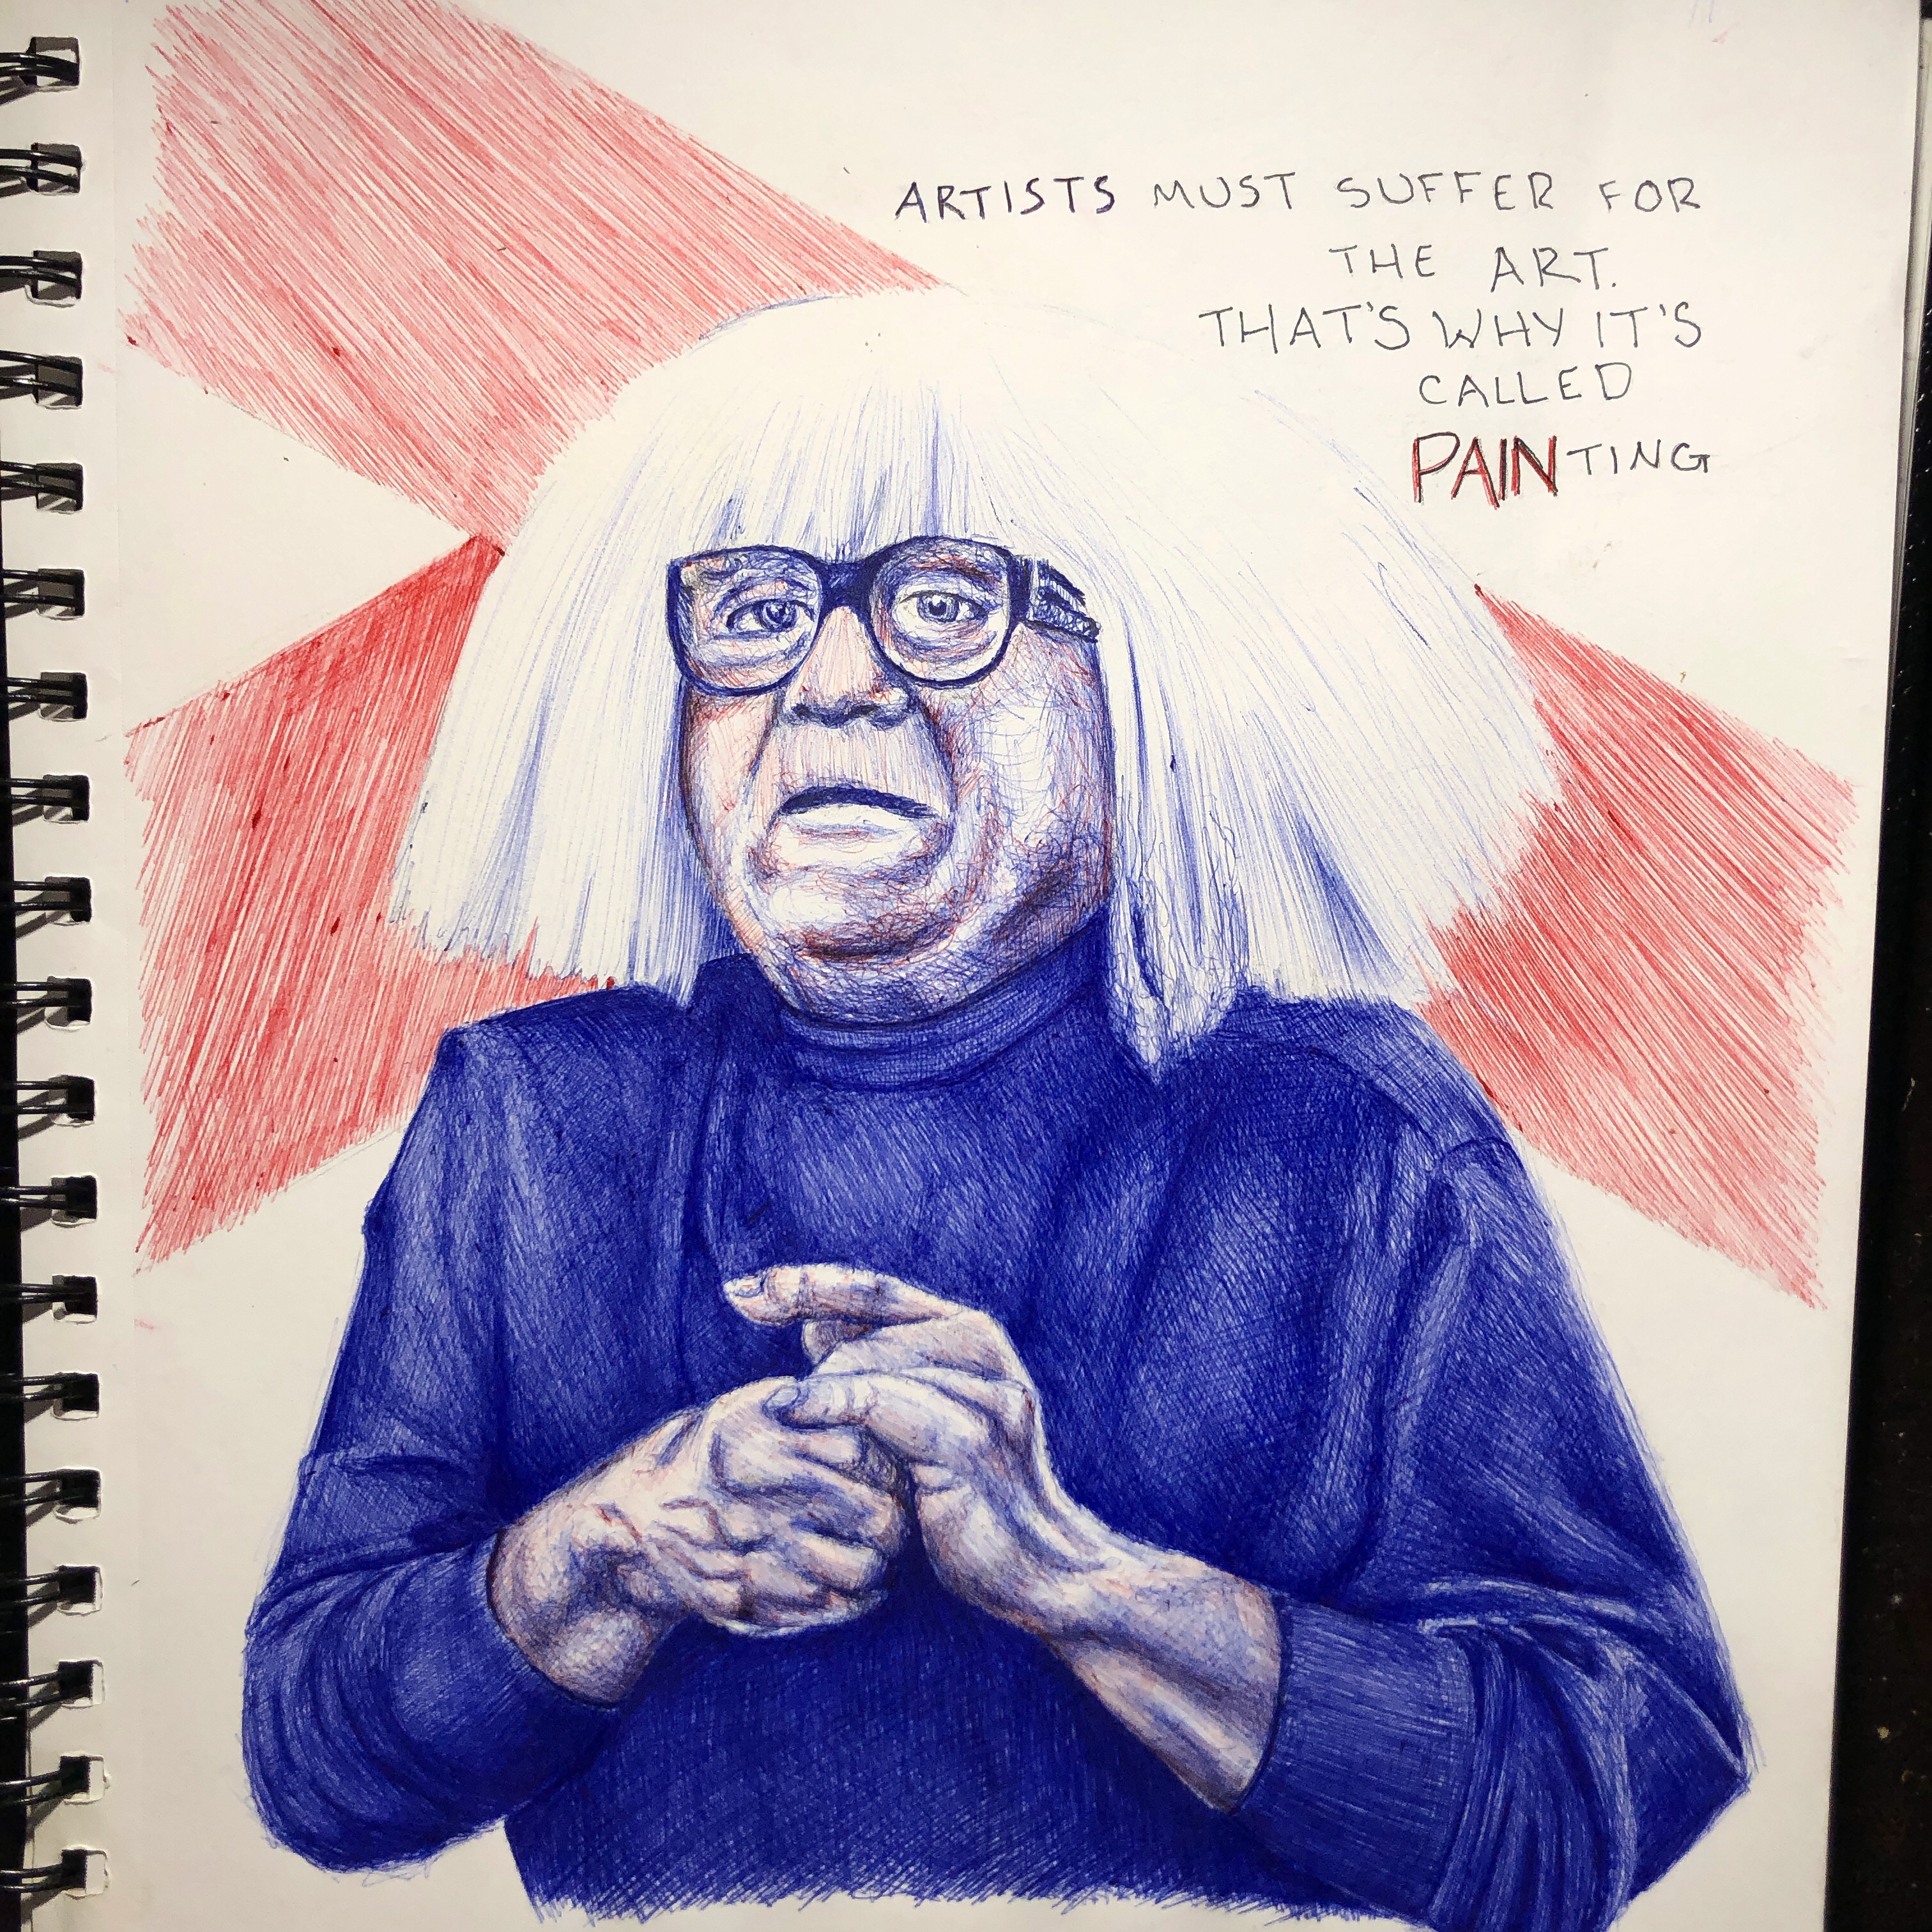 ARTISTS MUST SUFFER FOR
THE ART.
THAT'S WHY IT'S
CALLED
PAINTING